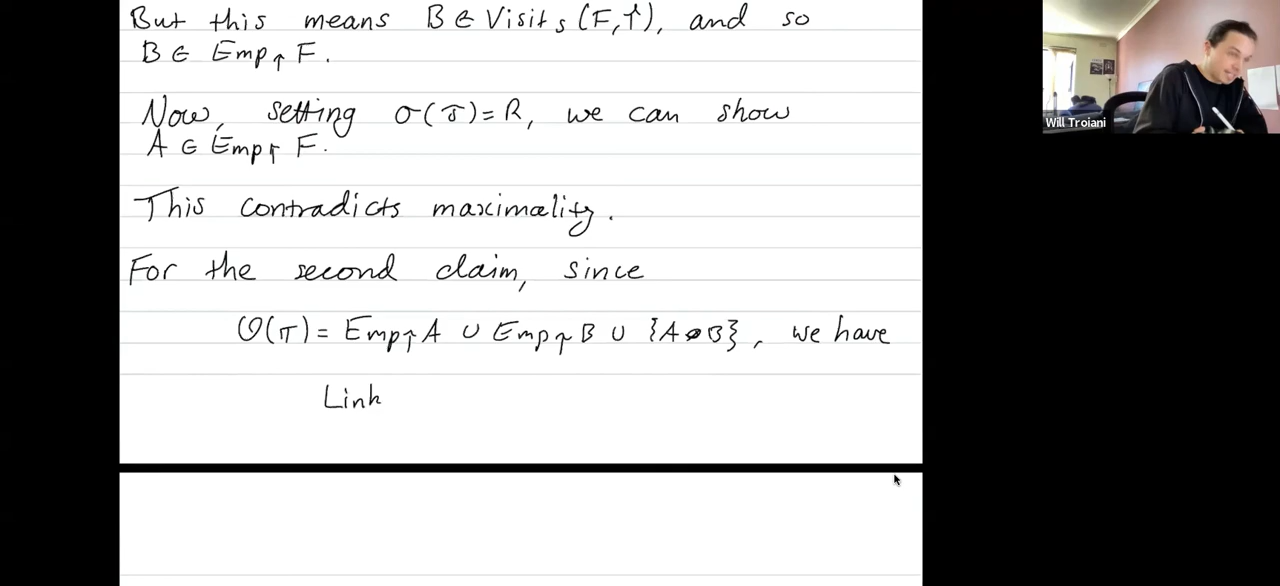 But this means B ∈ Visits(F,↑), and so
B ∈ Emp↑ F.
Now, setting σ(τ)=R, we can show
A ∈ Emp↑ F.
This contradicts maximality.
For the second claim, since
O(π) = Emp↑ A ∪ Emp↑ B ∪ {A⊗B}, we have
Link
Will Troiani